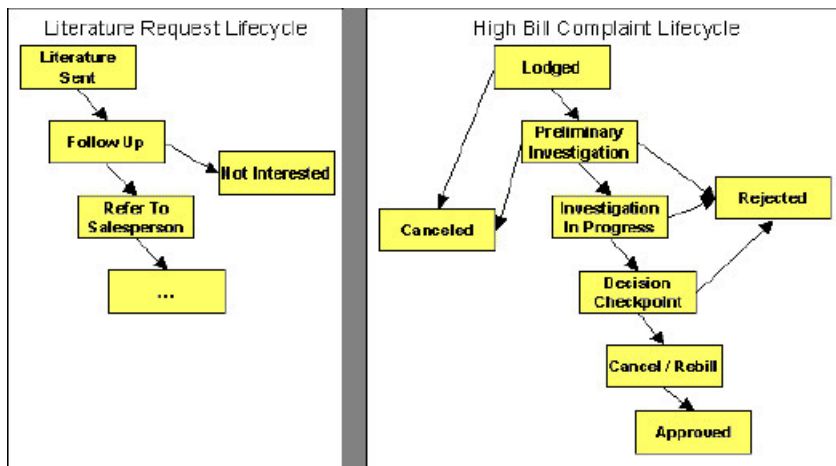 Literature Request Lifecycle
Literature
Sent
Follow Up
Not Interested
Refer To
Salesperson
...
High Bill Complaint Lifecycle
Lodged
Preliminary
Investigation
Canceled
Investigation
In Progress
Rejected
Decision
Checkpoint
Cancel / Rebill
Approved